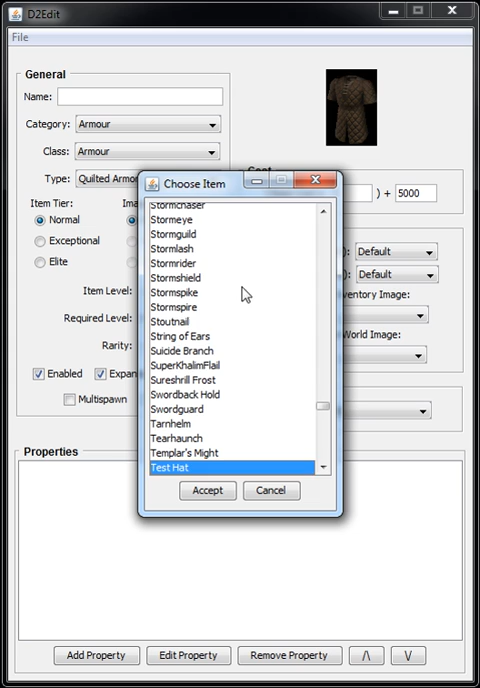 D2Edit
File
General
Name:
Category: Armour
Class: Armour
Type: Quilted Armo
Item Tier:
Normal
Exceptional
Elite
Item Level:
Required Level:
Rarity:
Enabled
Expan
Multispawn
) + 5000
): Default
): Default
ventory Image:
World Image:
Choose Item
Stormchaser
Stormeye
Stormguild
Stormlash
Stormrider
Stormshield
Stormspike
Stormspire
Stoutnail
String of Ears
Suicide Branch
SuperKhalimFlail
Sureshrill Frost
Swordback Hold
Swordguard
Tarnhelm
Tearhaunch
Templar's Might
Test Hat
Accept Cancel
Properties
Add Property Edit Property Remove Property /\ \/